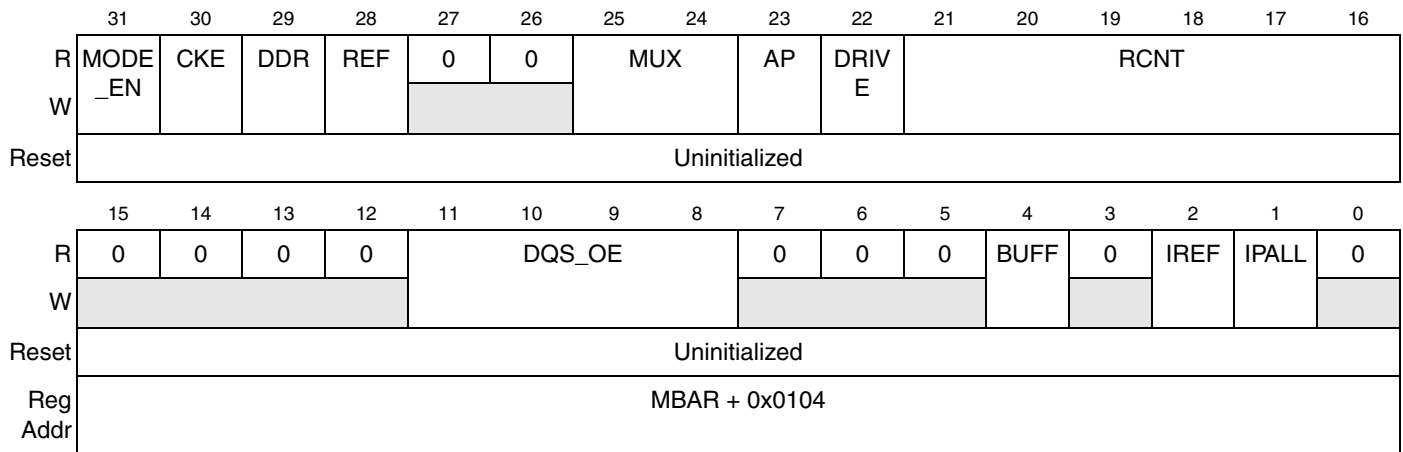 31 30 29 28 27 26 25 24 23 22 21 20 19 18 17 16
R MODE CKE DDR REF 0 0 MUX AP DRIV RCNT
_EN E
W
Reset Uninitialized
15 14 13 12 11 10 9 8 7 6 5 4 3 2 1 0
R 0 0 0 0 DQS_OE 0 0 0 BUFF 0 IREF IPALL 0
W
Reset Uninitialized
Reg MBAR + 0x0104
Addr